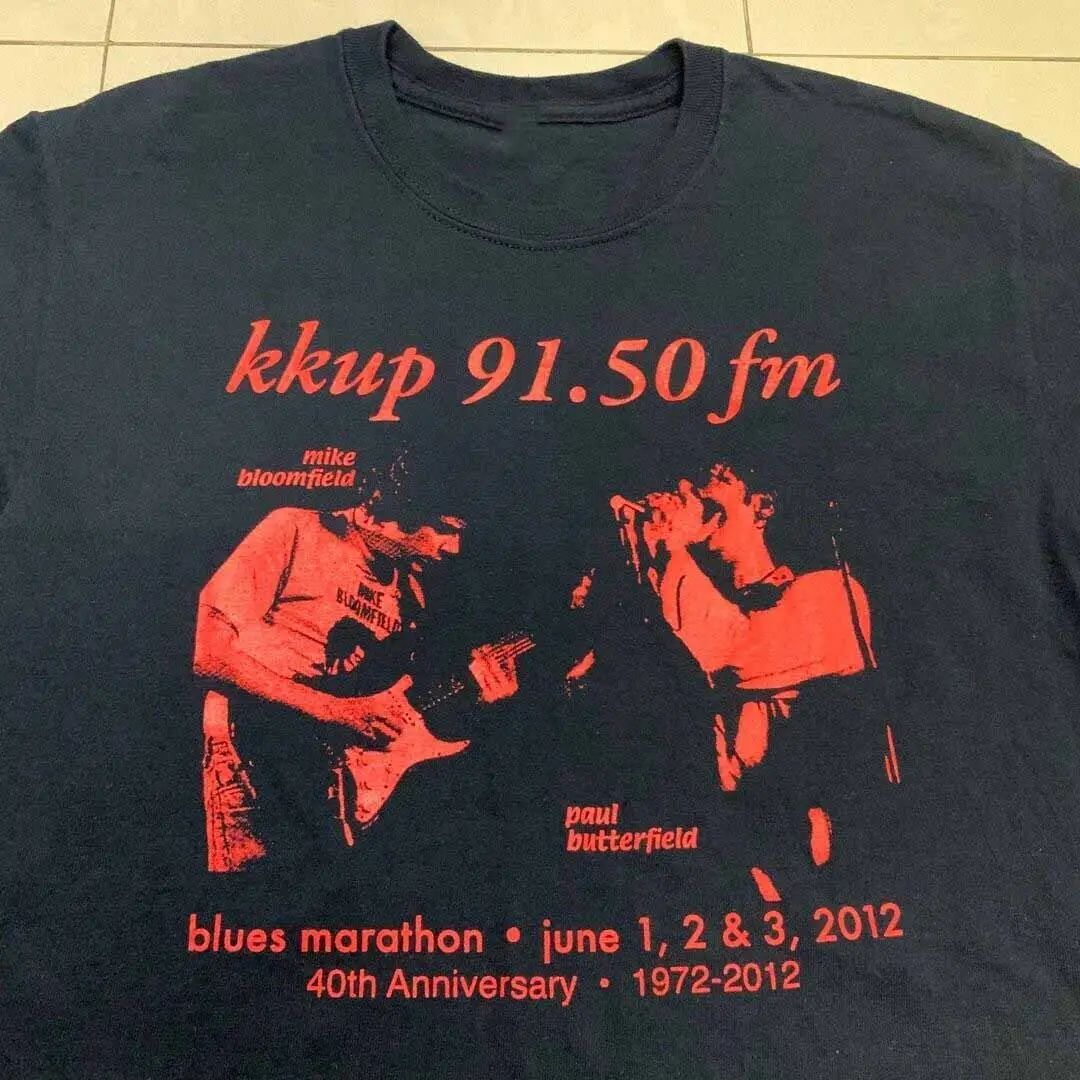 kkup 91.50 fm
mike
bloomfield
MIKE
BLOOMFIELD
paul
butterfield
blues marathon • june 1, 2 & 3, 2012
40th Anniversary • 1972-2012